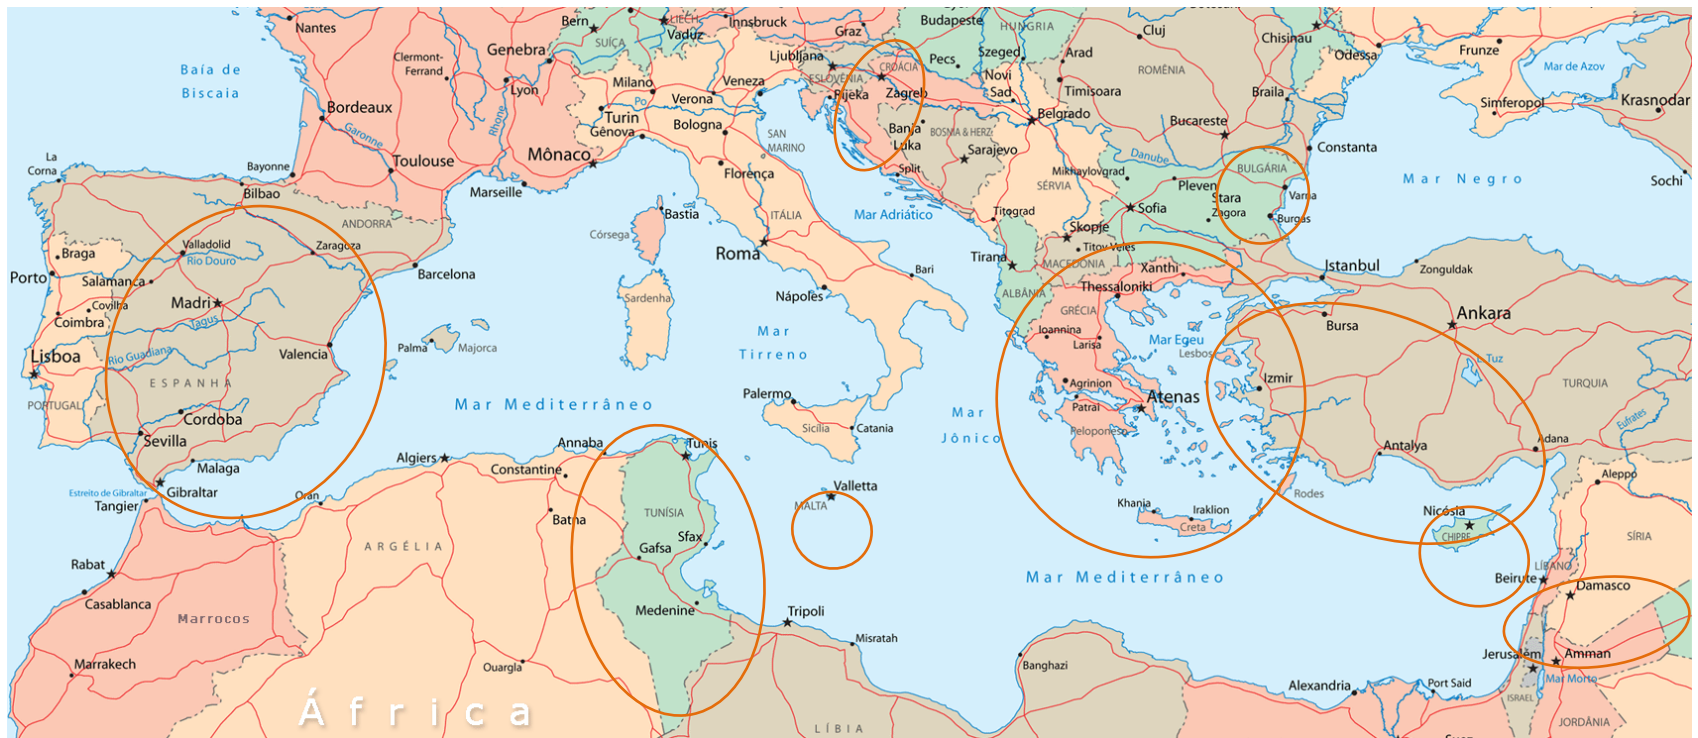 Nantes
Bern
SUÍÇA
LIECH.
Vaduz
Innsbruck
Graz
Budapeste
HUNGRIA
Cluj
Chisinau
Odessa
Frunze
Baía de
Biscaia
Clermont-
Ferrand
Genebra
Lyon
Milano
Veneza
Ljubljana
ESLOVÊNIA
CROÁCIA
Zagreb
Pecs
Szeged
Novi
Sad
Arad
Timisoara
ROMÊNIA
Braila
Mar de Azov
Simferopol
Krasnodar
Bordeaux
Garonne
Rhone
Turin
Po
Verona
Gênova
Bologna
Rijeka
Banja
Luka
BOSMA & HERZ.
Belgrado
Bucareste
Toulouse
Mônaco
SAN
MARINO
Sarajevo
Constanta
La
Corna
Bayonne
Bilbao
Marseille
Florença
Split
Danube
Mikhaylovgrad
Pleven
BULGÁRIA
Varna
Mar Negro
Sochi
SÉRVIA
Stara
Zagora
Burgas
Sofia
ANDORRA
Bastia
Córsega
ITÁLIA
Mar Adriático
Titograd
Skopje
Titov Veles
MACEDONIA
Braga
Porto
Valladolid
Rio Douro
Zaragoza
Barcelona
Roma
Bari
Tirana
ALBÂNIA
Xanthi
Thessaloniki
Istanbul
Zonguldak
Salamanca
Covilha
Coimbra
Madri
Tagus
Sardenha
Nápoles
GRÉCIA
Ankara
Bursa
Lisboa
Rio Guadiana
Valencia
Palma
Majorca
Mar
Tirreno
Ioannina
Larisa
Mar Egeu
Lesbos
L. Tuz
ESPANHA
PORTUGAL
Cordoba
Sevilla
Malaga
Gibraltar
Estreito de Gibraltar
Tangier
Mar Mediterrâneo
Palermo
Sicília
Catania
Mar
Jônico
Agrinion
Patrai
Peloponeso
Atenas
Izmir
TURQUIA
Eufrates
Antalya
Adana
Aleppo
Algiers
Annaba
Constantine
Tunis
Oran
Batna
TUNÍSIA
Valletta
MALTA
Khania
Iraklion
Creta
Rodes
Nicósia
CHIPRE
SÍRIA
ARGÉLIA
Sfax
Gafsa
Mar Mediterrâneo
LÍBANO
Beirute
Damasco
Rabat
Casablanca
Marrocos
Medenine
Tripoli
Misratah
Marrakech
Ouargla
Banghazi
Jerusalém
Amman
Mar Morto
Alexandria
Port Said
ISRAEL
África
LÍBIA
JORDÂNIA